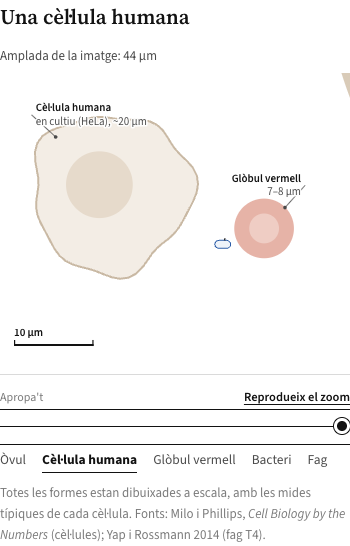 Una cèl·lula humana
Amplada de la imatge: 44 µm
Cèl·lula humana
en cultiu (HeLa), ~20 µm
Glòbul vermell
7–8 µm
10 µm
Apropa't
Reprodueix el zoom
Òvul
Cèl·lula humana
Glòbul vermell
Bacteri
Fag
Totes les formes estan dibuixades a escala, amb les mides
típiques de cada cèl·lula. Fonts: Milo i Phillips, Cell Biology by the
Numbers (cèl·lules); Yap i Rossmann 2014 (fag T4).